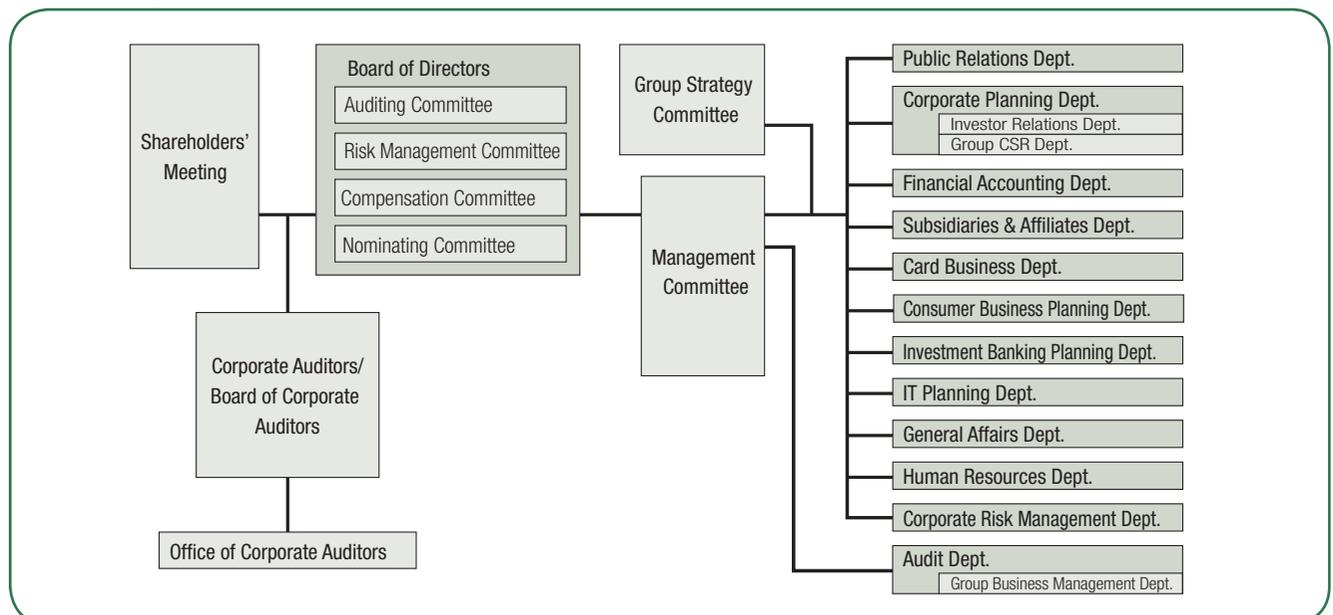 Shareholders'
Meeting
Board of Directors
Auditing Committee
Risk Management Committee
Compensation Committee
Nominating Committee
Corporate Auditors/
Board of Corporate
Auditors
Office of Corporate Auditors
Group Strategy
Committee
Management
Committee
Public Relations Dept.
Corporate Planning Dept.
Investor Relations Dept.
Group CSR Dept.
Financial Accounting Dept.
Subsidiaries & Affiliates Dept.
Card Business Dept.
Consumer Business Planning Dept.
Investment Banking Planning Dept.
IT Planning Dept.
General Affairs Dept.
Human Resources Dept.
Corporate Risk Management Dept.
Audit Dept.
Group Business Management Dept.